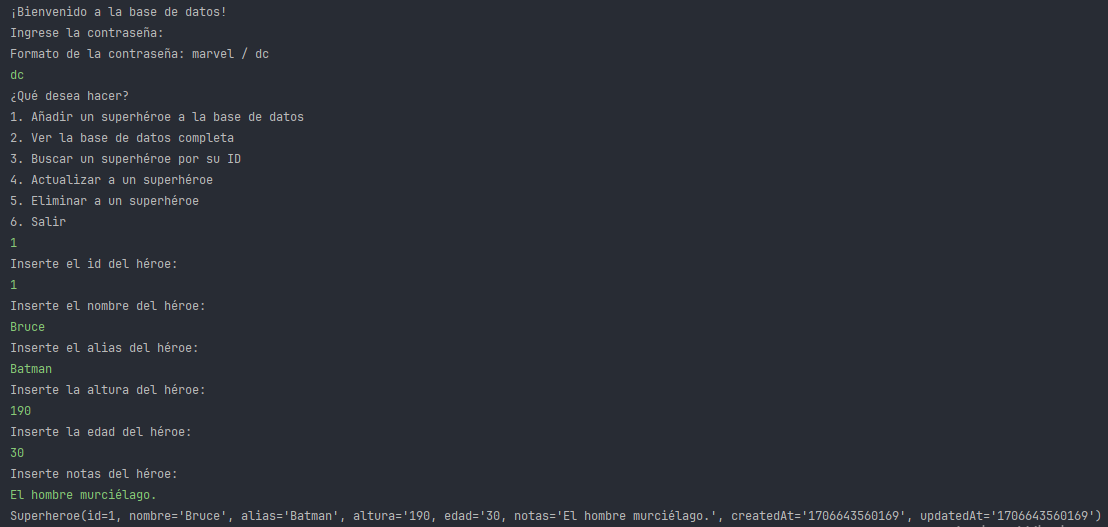 ¡Bienvenido a la base de datos!
Ingrese la contraseña:
Formato de la contraseña: marvel / dc
dc
¿Qué desea hacer?
1. Añadir un superhéroe a la base de datos
2. Ver la base de datos completa
3. Buscar un superhéroe por su ID
4. Actualizar a un superhéroe
5. Eliminar a un superhéroe
6. Salir
1
Inserte el id del héroe:
1
Inserte el nombre del héroe:
Bruce
Inserte el alias del héroe:
Batman
Inserte la altura del héroe:
190
Inserte la edad del héroe:
30
Inserte notas del héroe:
El hombre murciélago.
Superheroe(id=1, nombre='Bruce', alias='Batman', altura='190, edad='30, notas='El hombre murciélago.', createdAt='1706643560169', updatedAt='1706643560169')